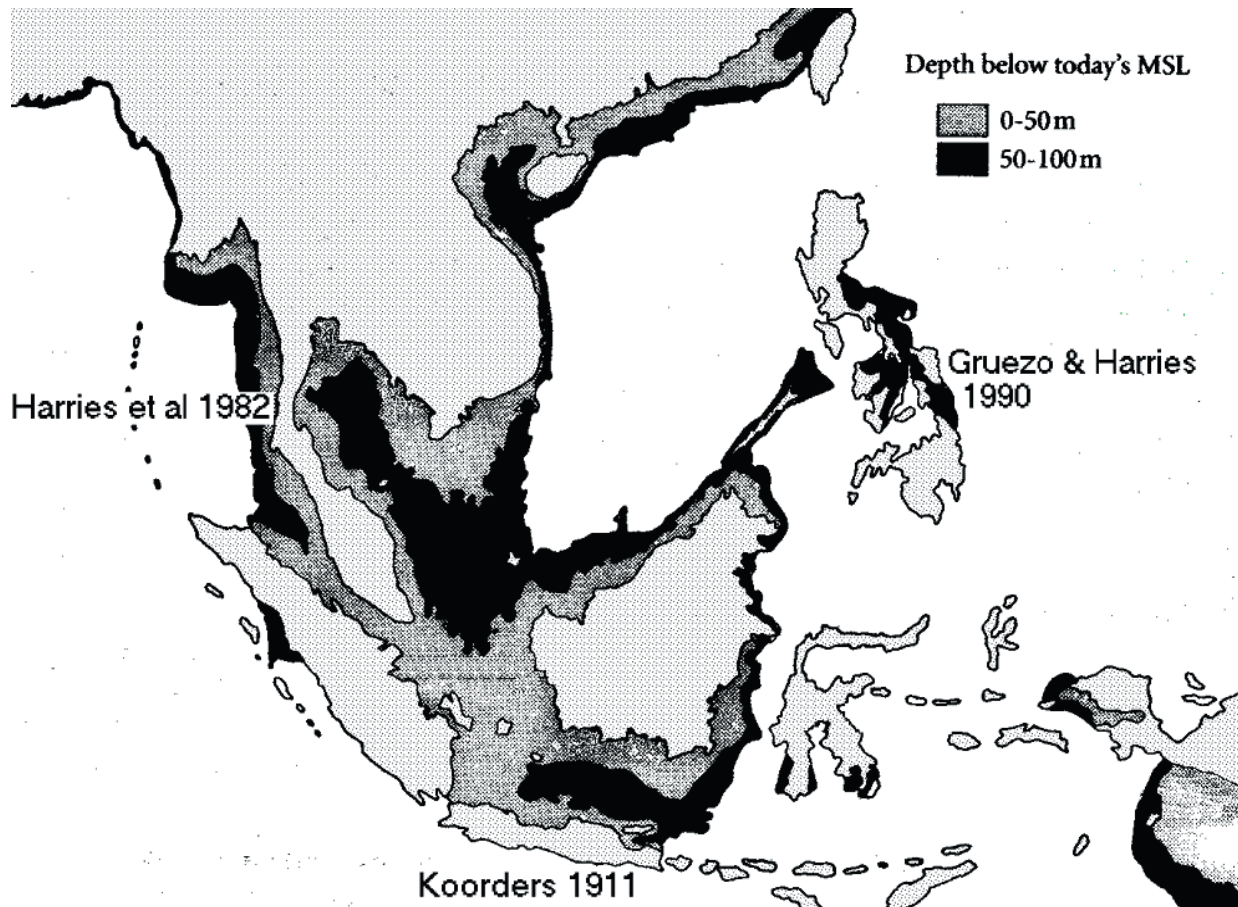 Depth below today's MSL
0-50m
50-100m
Harries et al 1982
Gruezo & Harries
1990
Koorders 1911